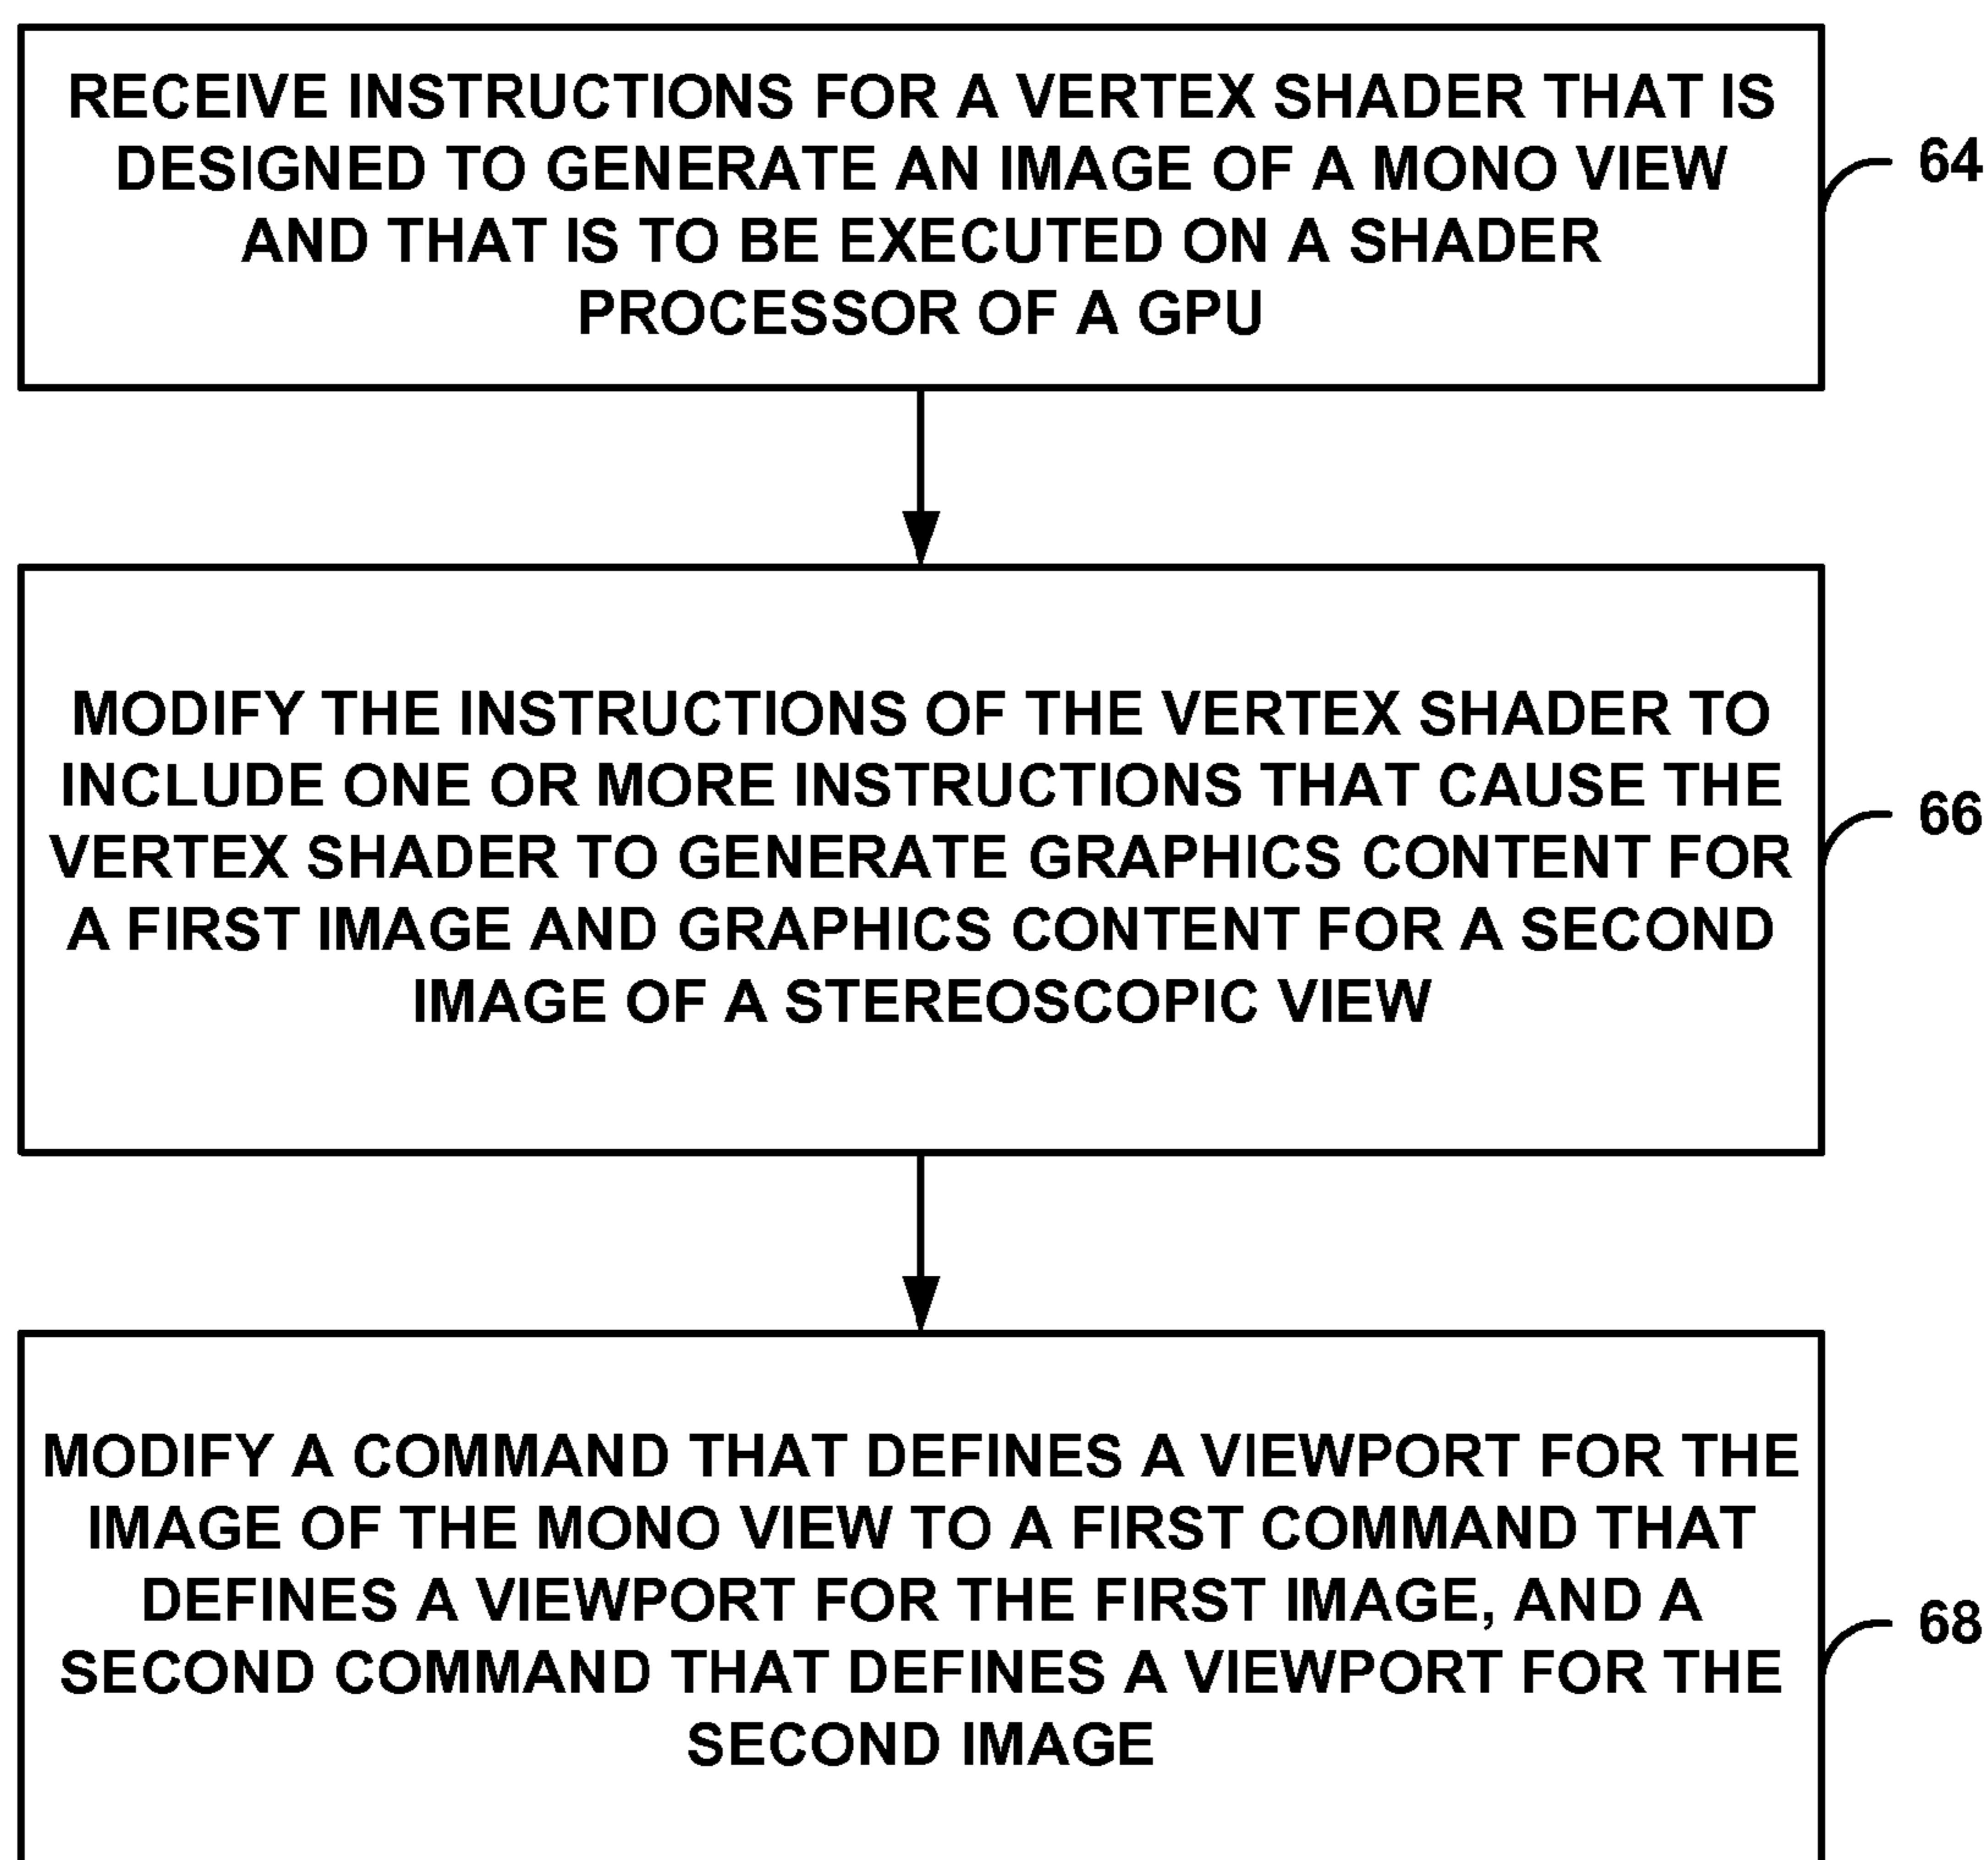 RECEIVE INSTRUCTIONS FOR A VERTEX SHADER THAT IS
DESIGNED TO GENERATE AN IMAGE OF A MONO VIEW
AND THAT IS TO BE EXECUTED ON A SHADER
PROCESSOR OF A GPU
64
MODIFY THE INSTRUCTIONS OF THE VERTEX SHADER TO
INCLUDE ONE OR MORE INSTRUCTIONS THAT CAUSE THE
VERTEX SHADER TO GENERATE GRAPHICS CONTENT FOR
A FIRST IMAGE AND GRAPHICS CONTENT FOR A SECOND
IMAGE OF A STEREOSCOPIC VIEW
66
MODIFY A COMMAND THAT DEFINES A VIEWPORT FOR THE
IMAGE OF THE MONO VIEW TO A FIRST COMMAND THAT
DEFINES A VIEWPORT FOR THE FIRST IMAGE, AND A
SECOND COMMAND THAT DEFINES A VIEWPORT FOR THE
SECOND IMAGE
68